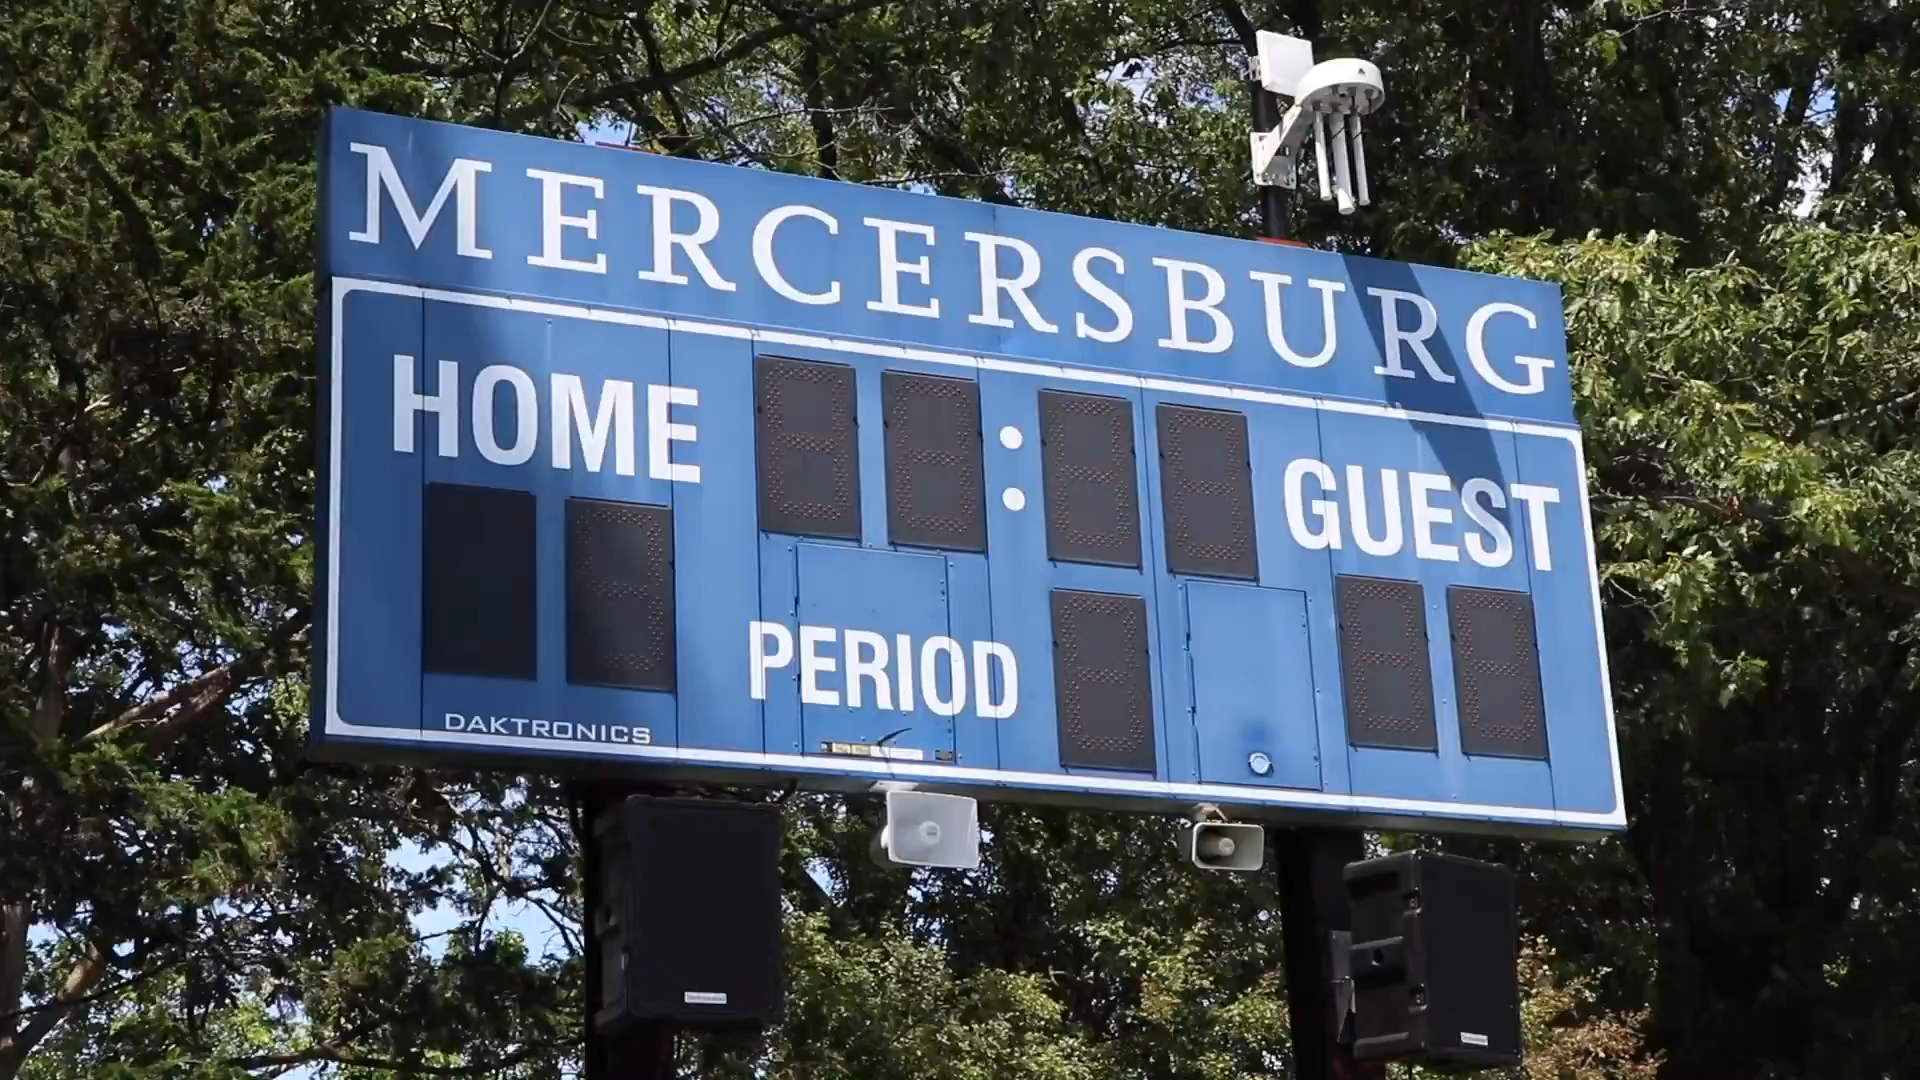 MERCERSBURG
HOME
:
GUEST
PERIOD
DAKTRONICS